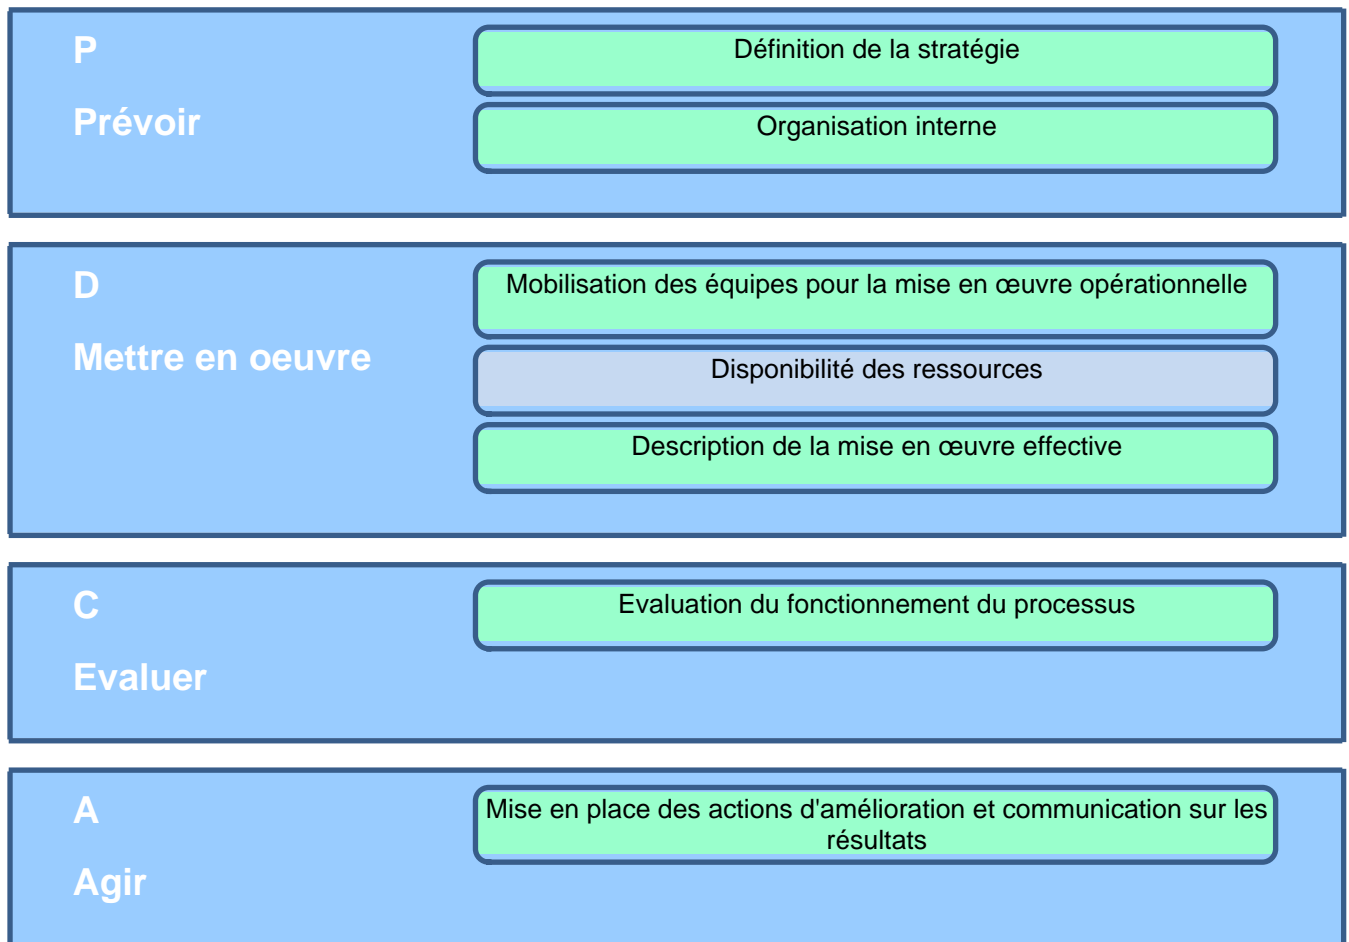 P
Prévoir
Définition de la stratégie
Organisation interne
D
Mettre en oeuvre
Mobilisation des équipes pour la mise en œuvre opérationnelle
Disponibilité des ressources
Description de la mise en œuvre effective
C
Evaluer
Evaluation du fonctionnement du processus
A
Agir
Mise en place des actions d'amélioration et communication sur les
résultats